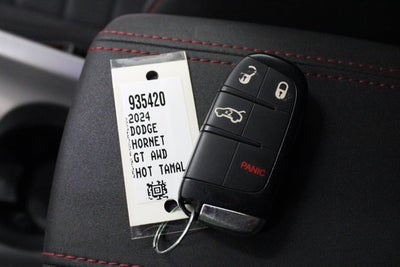 935420
2024
DODGE
HORNET
GT AWD
HOT TAMAL
PANIC